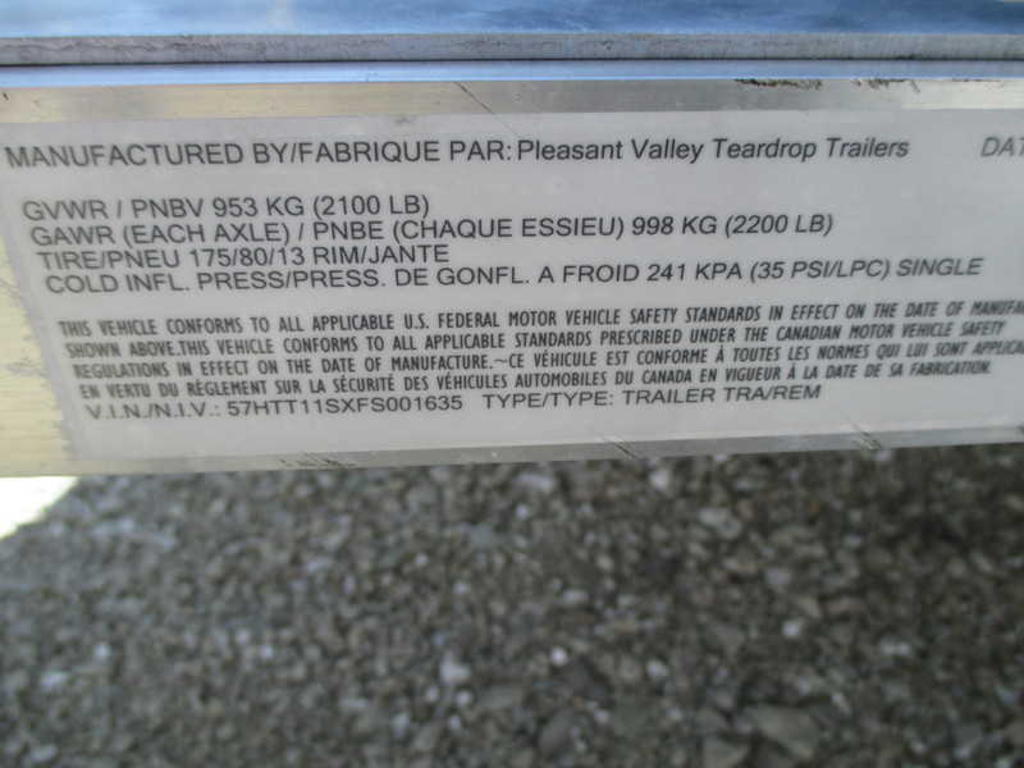 MANUFACTURED BY/FABRIQUE PAR: Pleasant Valley Teardrop Trailers DAT
GVWR / PNBV 953 KG (2100 LB)
GAWR (EACH AXLE) / PNBE (CHAQUE ESSIEU) 998 KG (2200 LB)
TIRE/PNEU 175/80/13 RIM/JANTE
COLD INFL. PRESS/PRESS. DE GONFL. A FROID 241 KPA (35 PSI/LPC) SINGLE
THIS VEHICLE CONFORMS TO ALL APPLICABLE U.S. FEDERAL MOTOR VEHICLE SAFETY STANDARDS IN EFFECT ON THE DATE OF MANUFA
SHOWN ABOVE.THIS VEHICLE CONFORMS TO ALL APPLICABLE STANDARDS PRESCRIBED UNDER THE CANADIAN MOTOR VEHICLE SAFETY
REGULATIONS IN EFFECT ON THE DATE OF MANUFACTURE.~CE VÉHICULE EST CONFORME À TOUTES LES NORMES QUI LUI SONT APPLICA
EN VERTU DU RÉGLEMENT SUR LA SÉCURITÉ DES VÉHICULES AUTOMOBILES DU CANADA EN VIGUEUR À LA DATE DE SA FABRICATION.
V.I.N./N.I.V.: 57HTT11SXFS001635 TYPE/TYPE: TRAILER TRA/REM